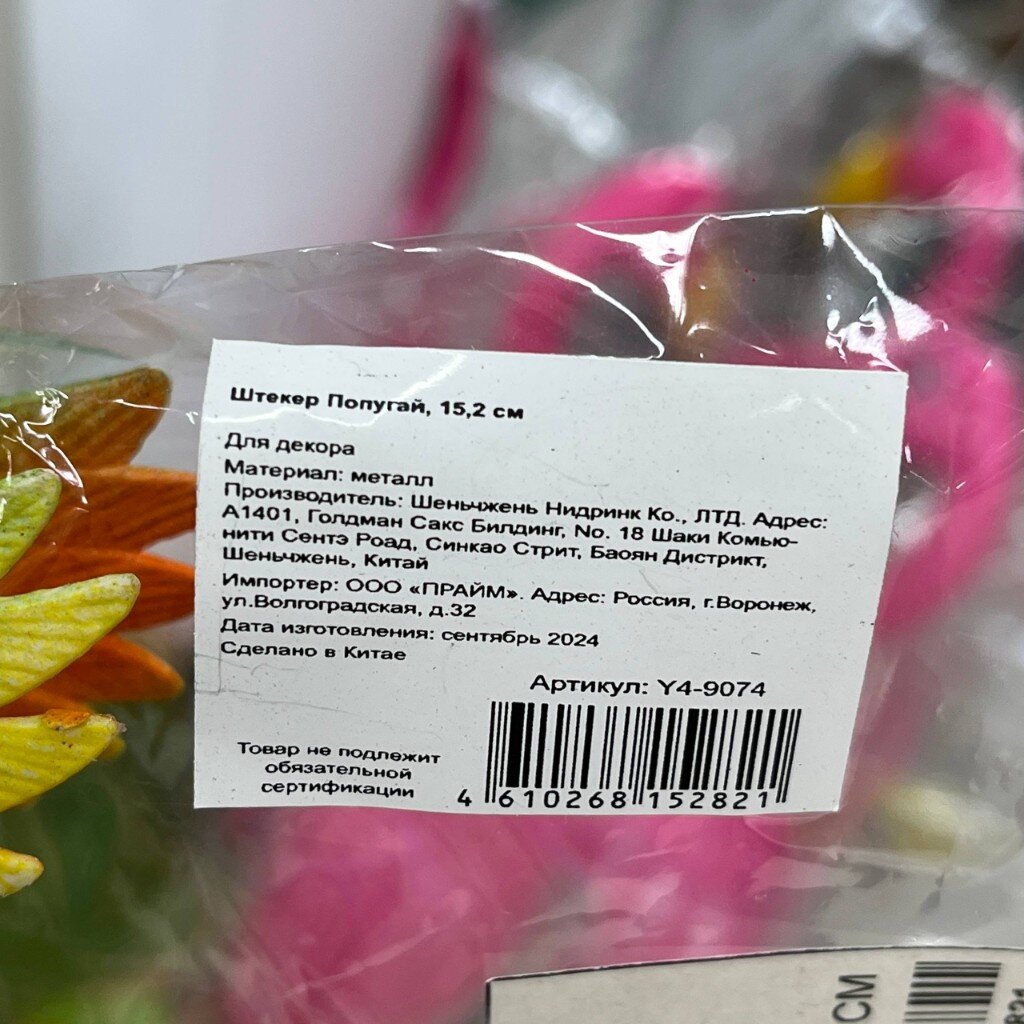 Штекер Попугай, 15,2 см
Для декора
Материал: металл
Производитель: Шеньчжень Нидринк Ко., ЛТД. Адрес:
А1401, Голдман Сакс Билдинг, No. 18 Шаки Комью-
нити Сентэ Роад, Синкао Стрит, Баоян Дистрикт,
Шеньчжень, Китай
Импортер: ООО «ПРАЙМ». Адрес: Россия, г.Воронеж,
ул.Волгоградская, д.32
Дата изготовления: сентябрь 2024
Сделано в Китае
Артикул: Y4-9074
Товар не подлежит
обязательной
сертификации
4 610268 152821
СМ